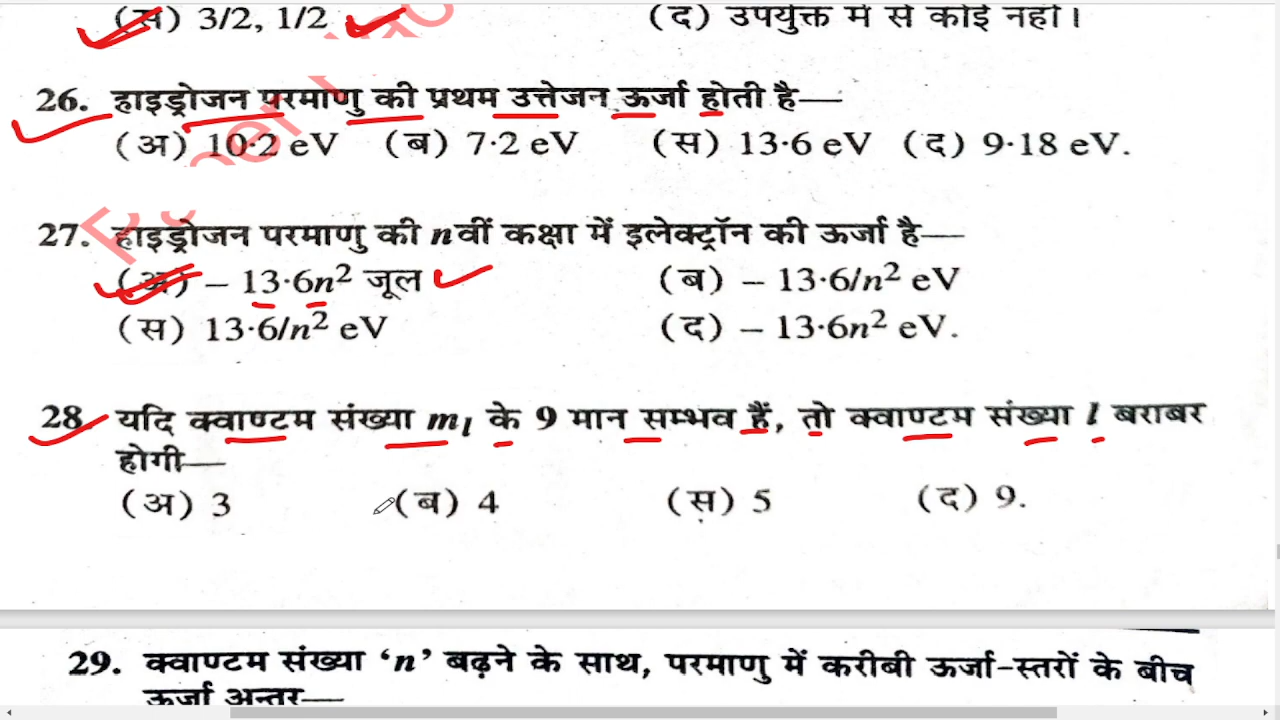 (स) 3/2, 1/2 (द) उपर्युक्त में से कोई नहीं।
26. हाइड्रोजन परमाणु की प्रथम उत्तेजन ऊर्जा होती है—
(अ) 10·2 eV (ब) 7·2 eV (स) 13·6 eV (द) 9·18 eV.
27. हाइड्रोजन परमाणु की nवीं कक्षा में इलेक्ट्रॉन की ऊर्जा है—
(अ) – 13·6n² जूल (ब) – 13·6/n² eV
(स) 13·6/n² eV (द) – 13·6n² eV.
28 यदि क्वाण्टम संख्या mₗ के 9 मान सम्भव हैं, तो क्वाण्टम संख्या l बराबर
होगी—
(अ) 3 (ब) 4 (स) 5 (द) 9.
29. क्वाण्टम संख्या ‘n’ बढ़ने के साथ, परमाणु में करीबी ऊर्जा-स्तरों के बीच
ऊर्जा अन्तर—